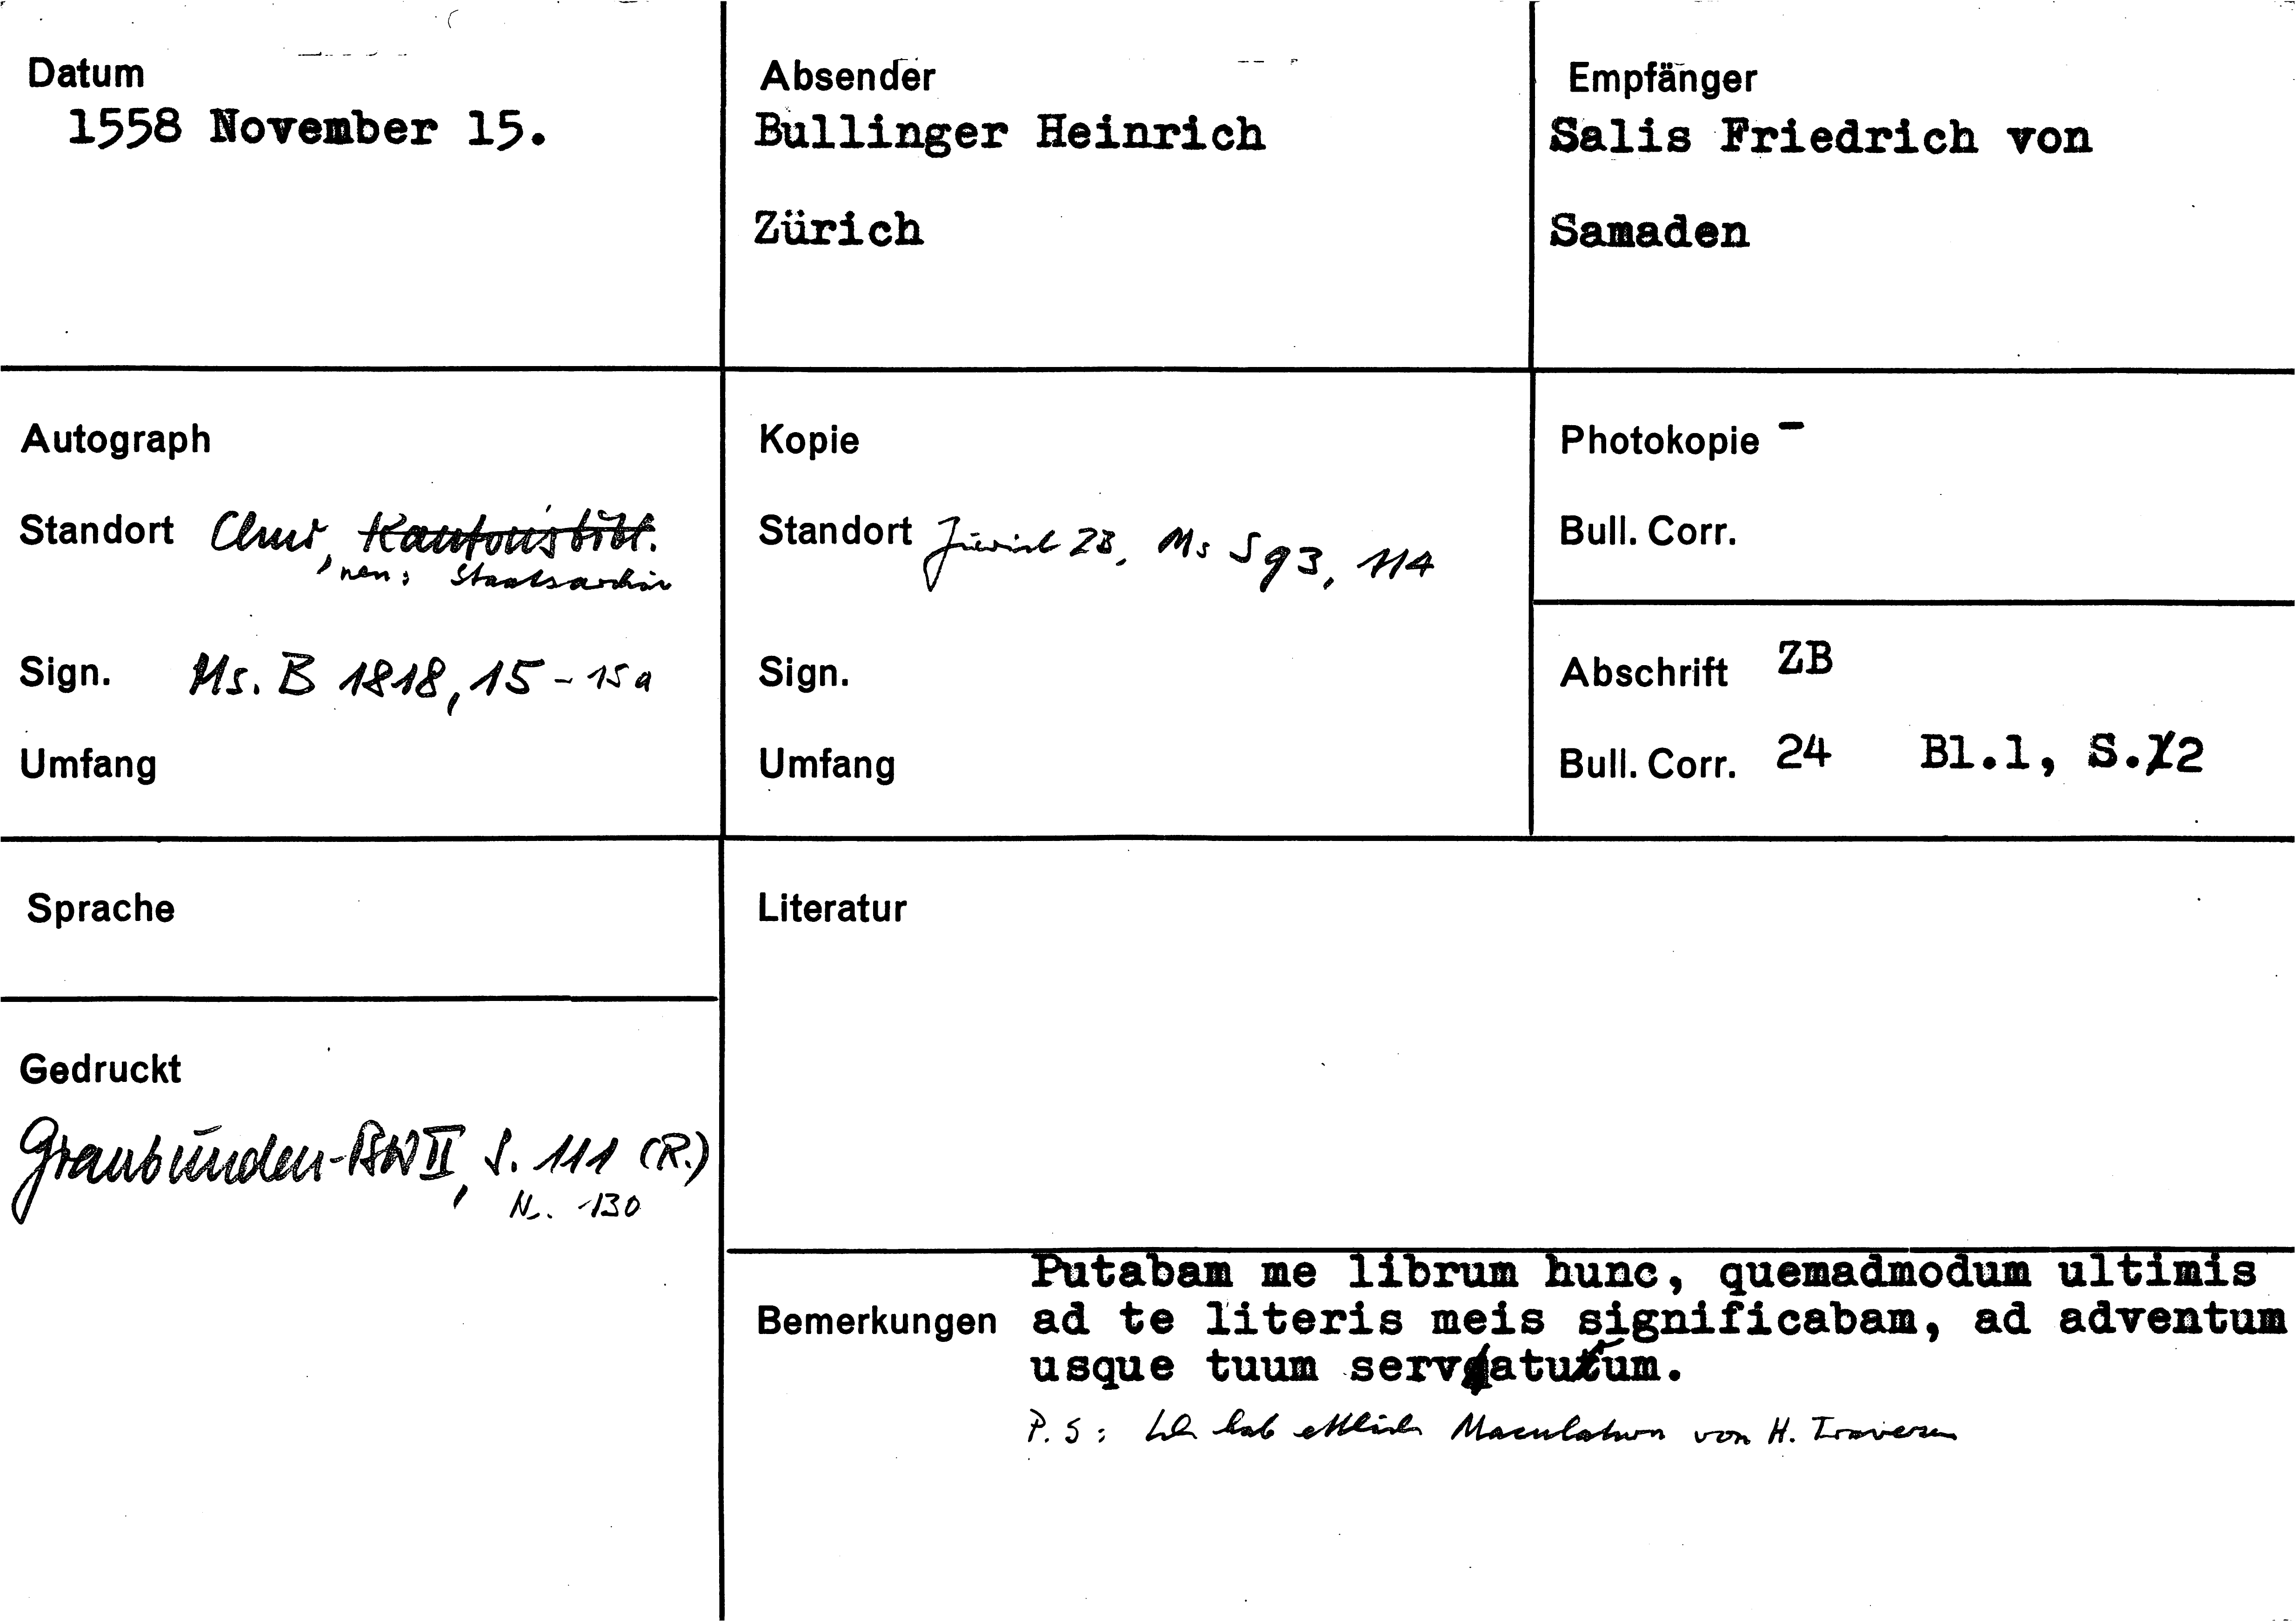 Datum
1558 November 15.
Absender
Bullinger Heinrich
Zürich
Empfänger
Salis Friedrich von
Samaden
Autograph
Standort Chur, Kantonsbibl.
neu: Staatsarchiv
Sign. Ms. B 1818, 15 - 15a
Umfang
Kopie
Standort Zürich ZB, Ms S 93, 114
Sign.
Umfang
Photokopie -
Bull. Corr.
Abschrift ZB
Bull. Corr. 24 Bl.1, S.2
Sprache
Gedruckt
Graubünden-BW II, S. 111 (R.)
N. 130
Literatur
Bemerkungen
Putabam me librum hunc, quemadmodum ultimis
ad te literis meis significabam, ad adventum
usque tuum servatum.
P.S: Ich hab ettlich Maculaturen von H. Traversen